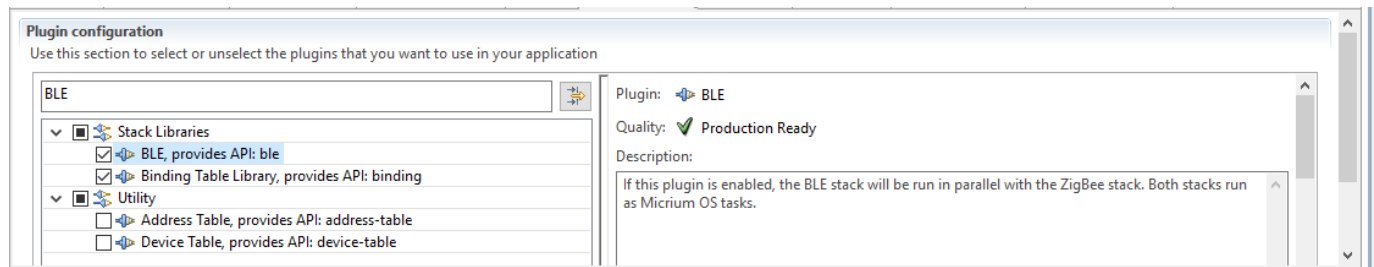 Plugin configuration
Use this section to select or unselect the plugins that you want to use in your application
BLE
Stack Libraries
BLE, provides API: ble
Binding Table Library, provides API: binding
Utility
Address Table, provides API: address-table
Device Table, provides API: device-table
Plugin: BLE
Quality: Production Ready
Description:
If this plugin is enabled, the BLE stack will be run in parallel with the ZigBee stack. Both stacks run
as Micrium OS tasks.